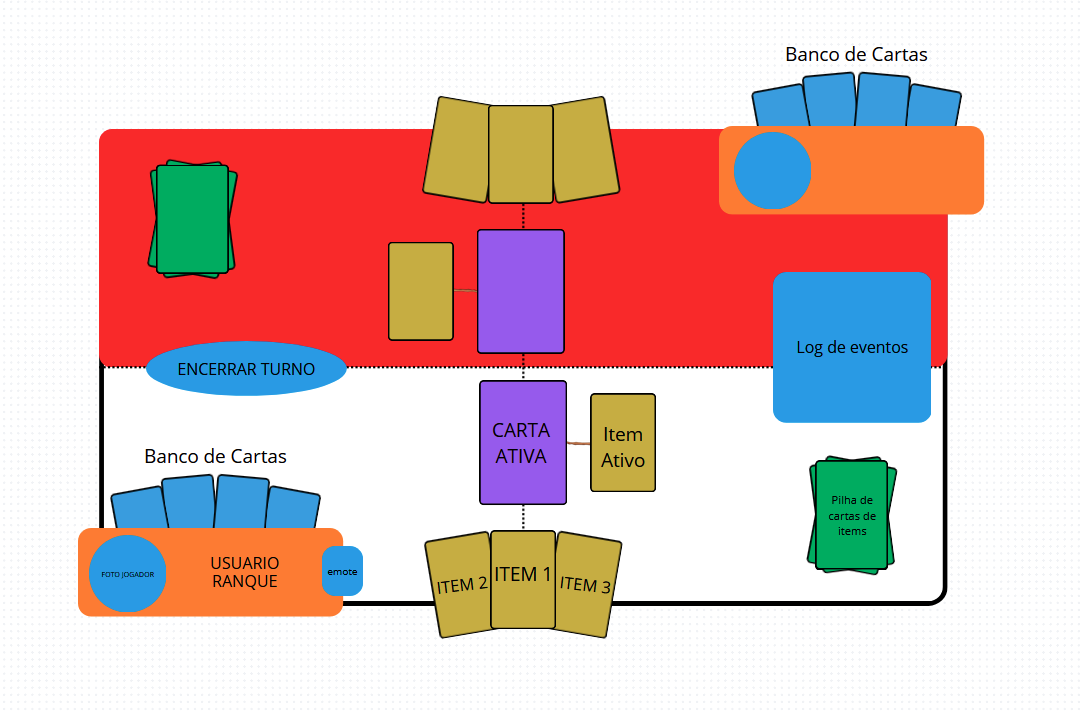 Banco de Cartas
Log de eventos
ENCERRAR TURNO
CARTA
ATIVA
Item
Ativo
Banco de Cartas
Pilha de
cartas de
items
FOTO JOGADOR
USUARIO
RANQUE
emote
ITEM 2
ITEM 1
ITEM 3